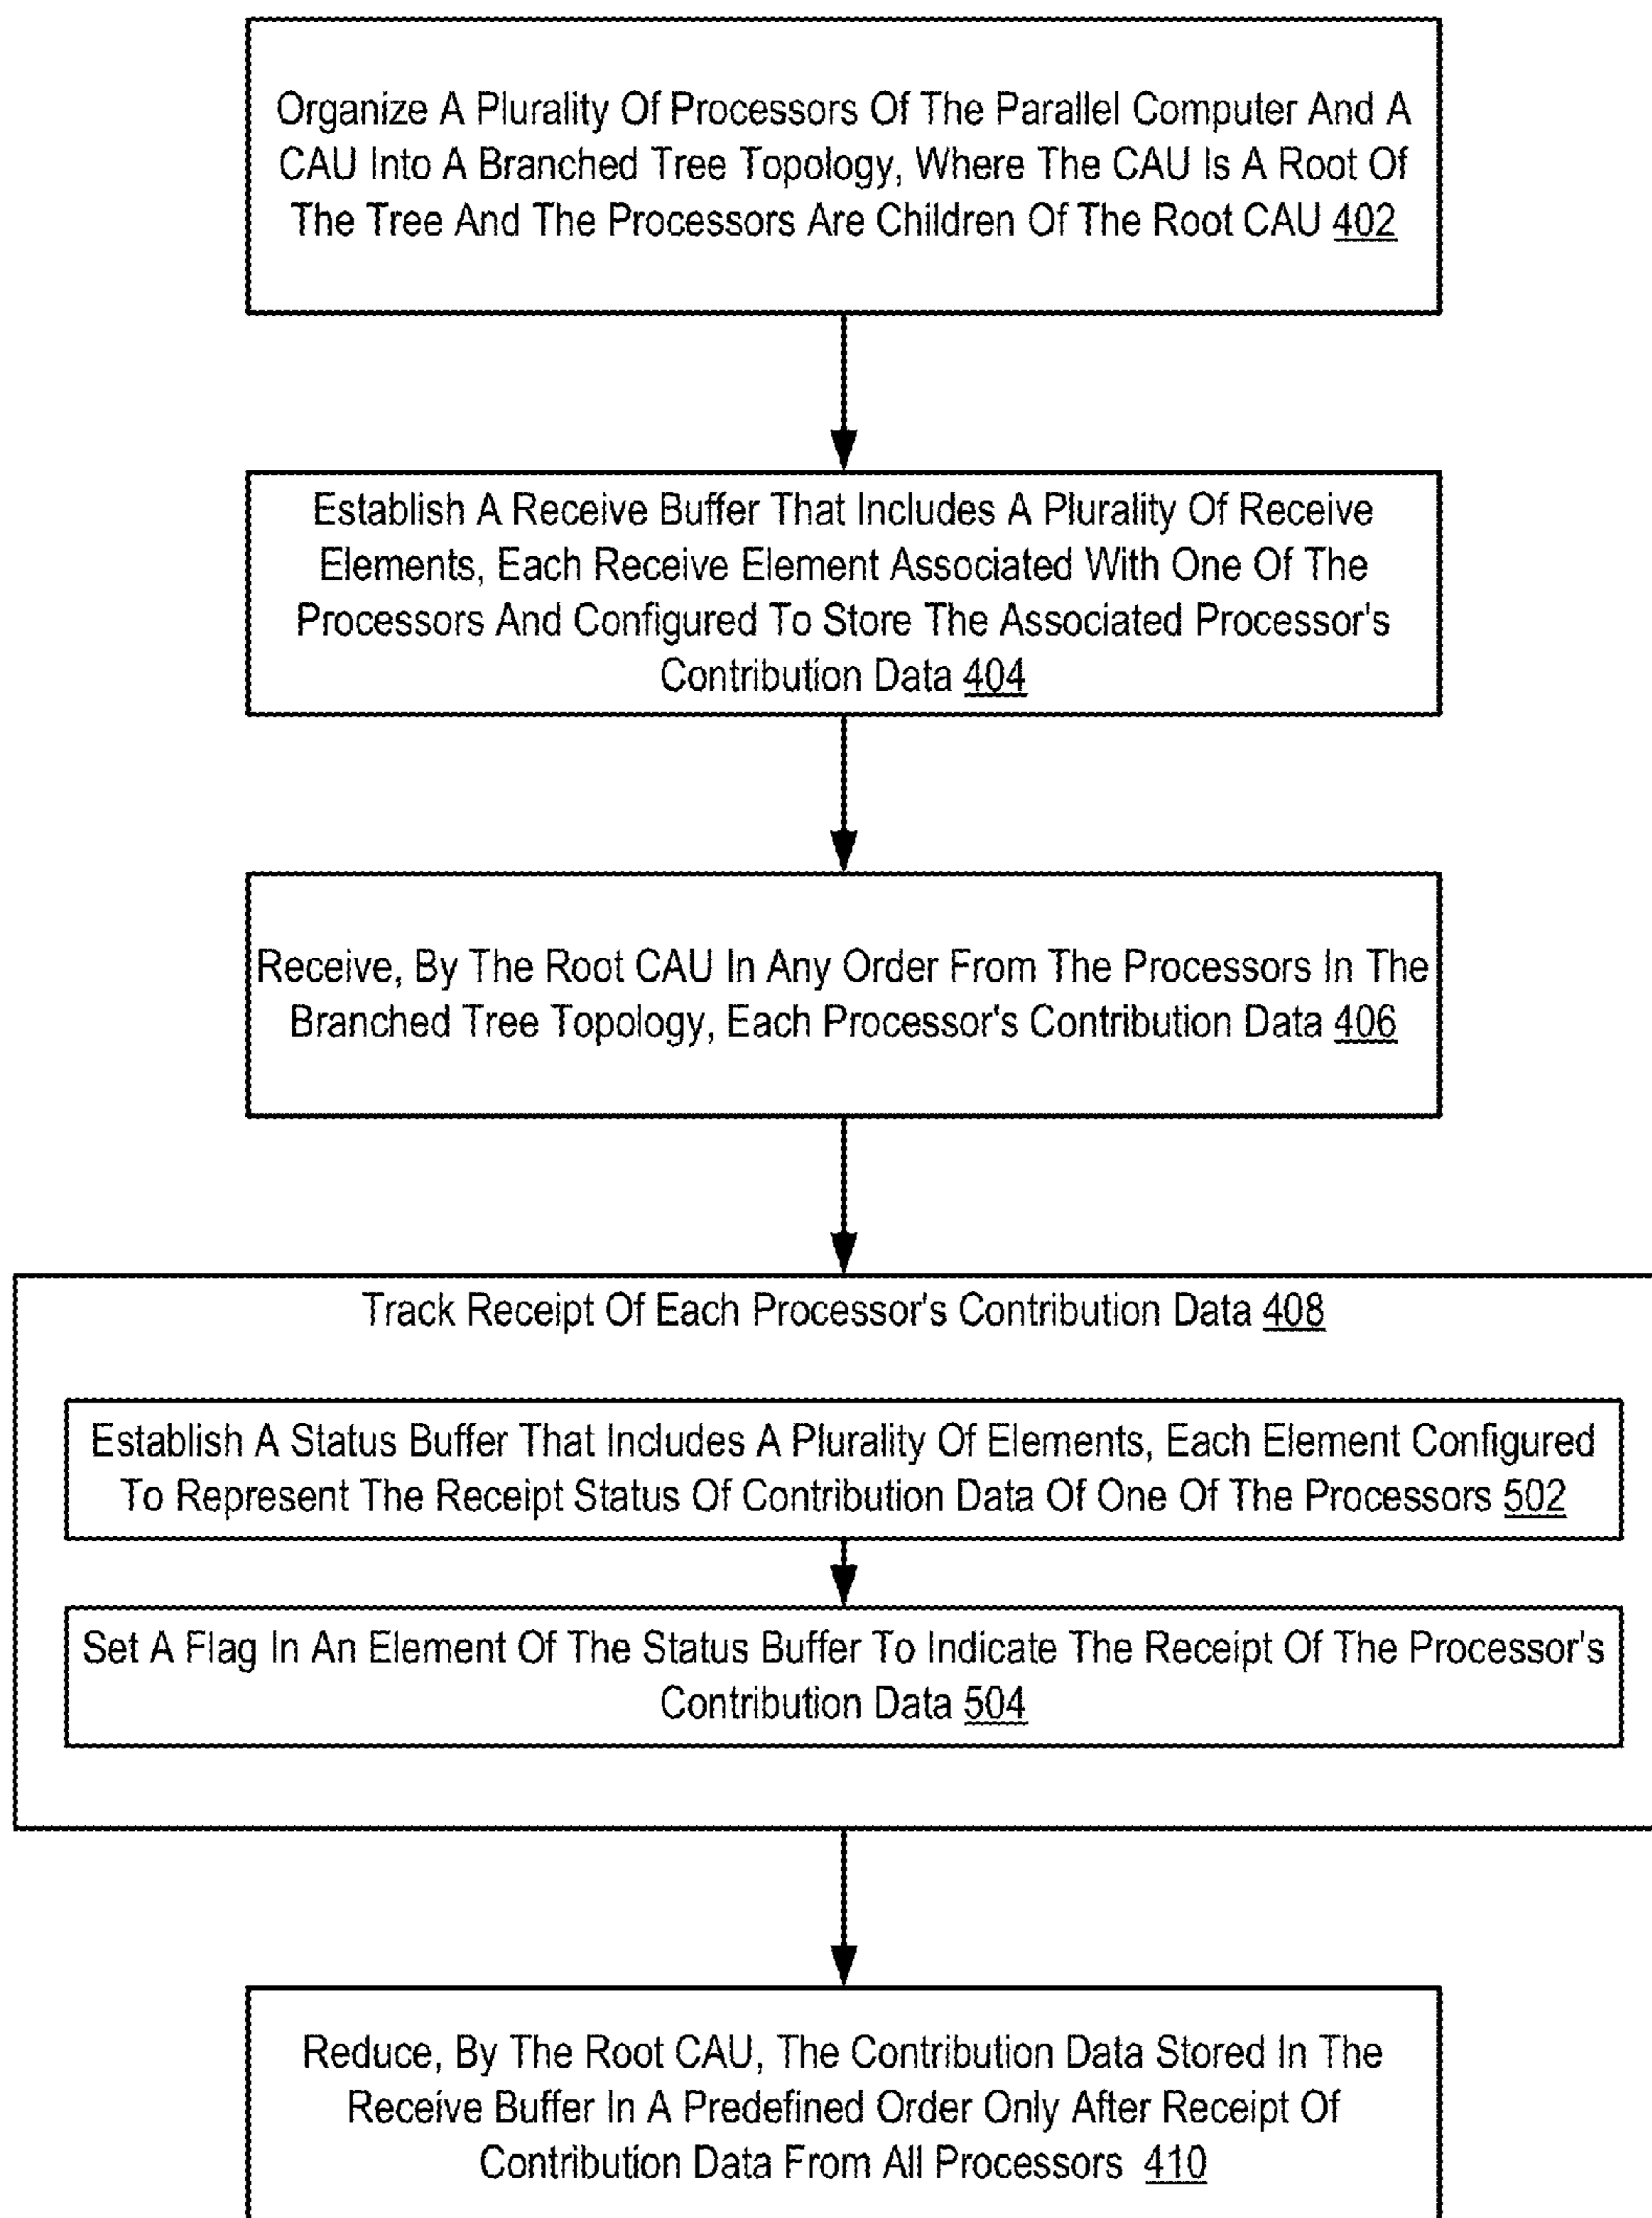 Organize A Plurality Of Processors Of The Parallel Computer And A
CAU Into A Branched Tree Topology, Where The CAU Is A Root Of
The Tree And The Processors Are Children Of The Root CAU 402
Establish A Receive Buffer That Includes A Plurality Of Receive
Elements, Each Receive Element Associated With One Of The
Processors And Configured To Store The Associated Processor's
Contribution Data 404
Receive, By The Root CAU In Any Order From The Processors In The
Branched Tree Topology, Each Processor's Contribution Data 406
Track Receipt Of Each Processor's Contribution Data 408
Establish A Status Buffer That Includes A Plurality Of Elements, Each Element Configured
To Represent The Receipt Status Of Contribution Data Of One Of The Processors 502
Set A Flag In An Element Of The Status Buffer To Indicate The Receipt Of The Processor's
Contribution Data 504
Reduce, By The Root CAU, The Contribution Data Stored In The
Receive Buffer In A Predefined Order Only After Receipt Of
Contribution Data From All Processors 410